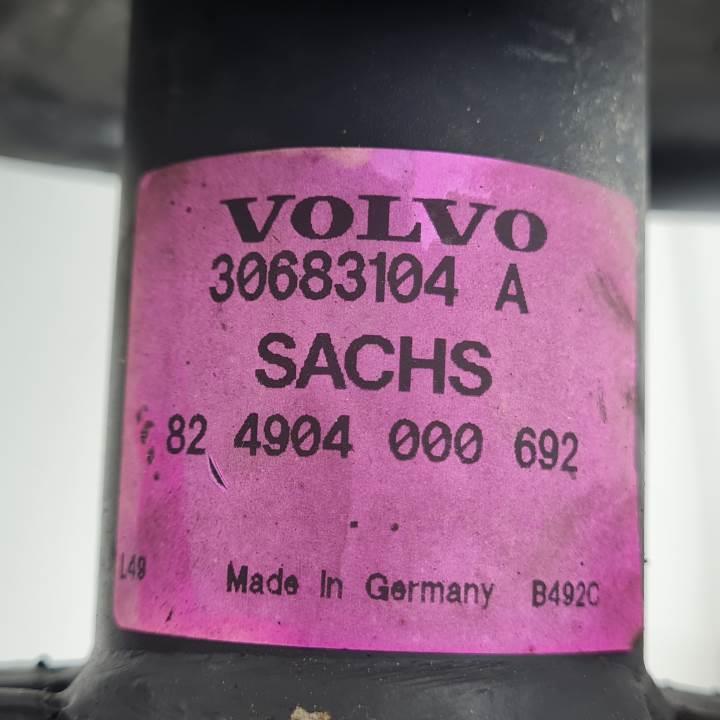 VOLVO
30683104 A
SACHS
82 4904 000 692
L49 Made In Germany B492C